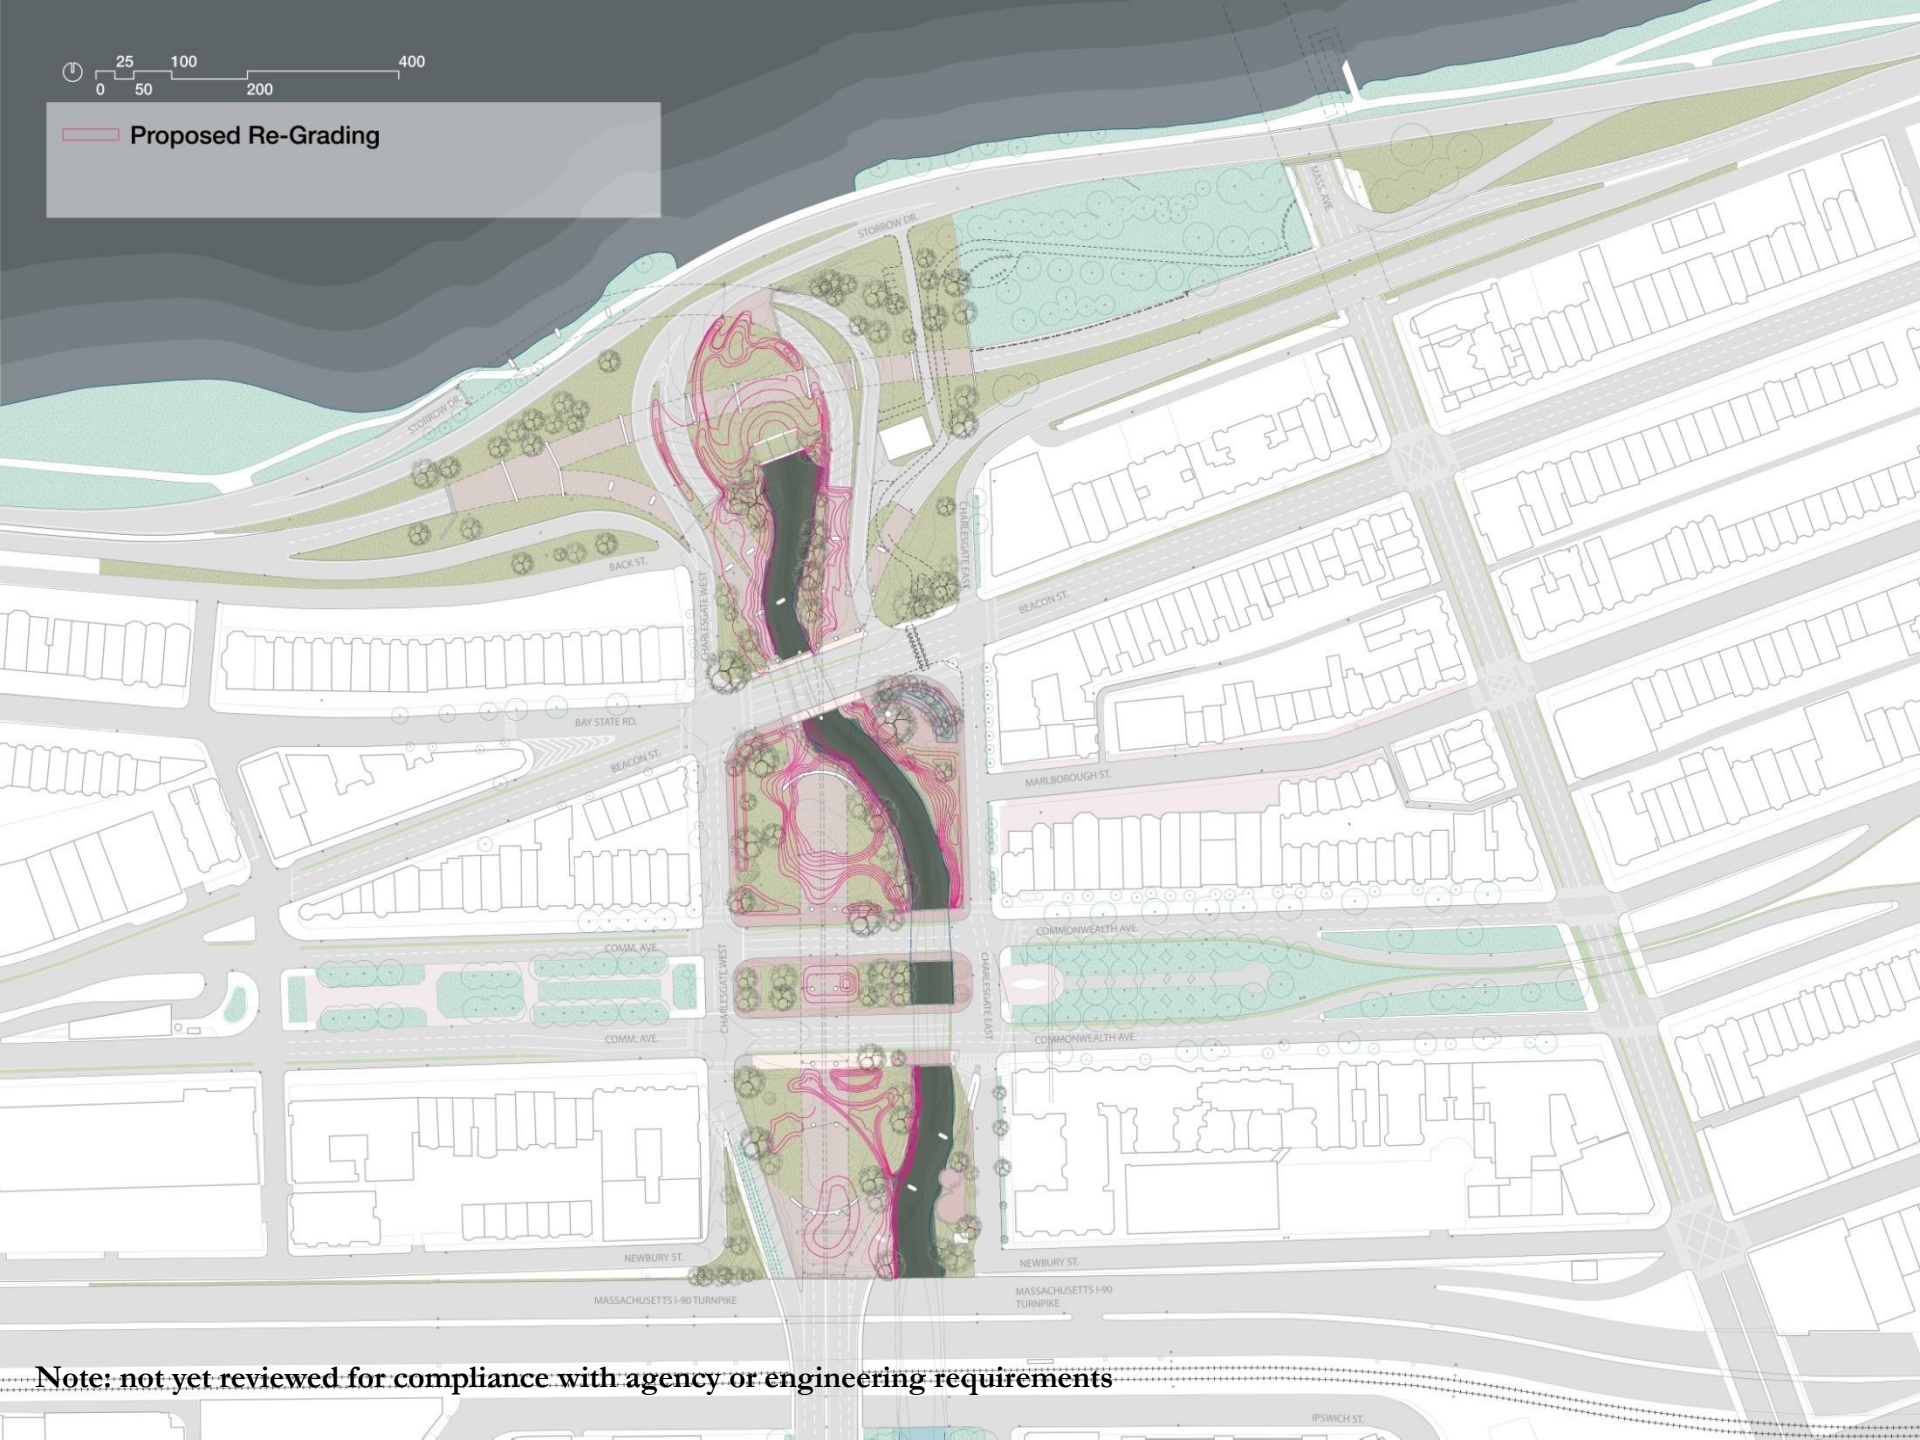 25 100 400
0 50 200
Proposed Re-Grading
MASS. AVE.
STORROW DR.
STORROW DR.
CHARLESGATE EAST
BACK ST.
CHARLESGATE WEST
BEACON ST.
BAY STATE RD.
BEACON ST.
MARLBOROUGH ST.
COMMONWEALTH AVE.
COMM. AVE.
CHARLESGATE WEST
CHARLESGATE EAST
COMM. AVE.
COMMONWEALTH AVE.
NEWBURY ST.
NEWBURY ST.
MASSACHUSETTS I-90 TURNPIKE
MASSACHUSETTS I-90
TURNPIKE
Note: not yet reviewed for compliance with agency or engineering requirements
IPSWICH ST.